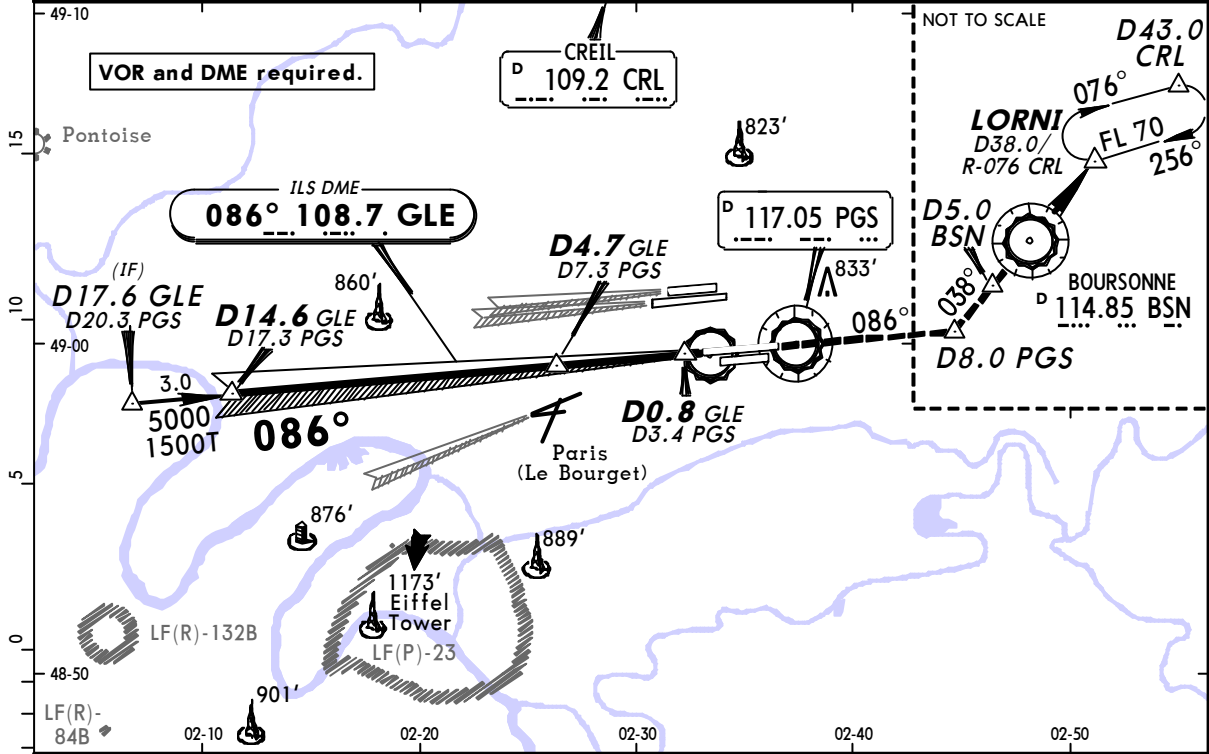 49-10
NOT TO SCALE
D43.0
CRL
VOR and DME required.
CREIL
D 109.2 CRL
076°
LORNI
D38.0/
R-076 CRL
FL 70
256°
Pontoise
15
823'
ILS DME
086° 108.7 GLE
D 117.05 PGS
D5.0
BSN
038°
BOURSONNE
D 114.85 BSN
(IF)
D17.6 GLE
D20.3 PGS
D14.6 GLE
D17.3 PGS
860'
D4.7 GLE
D7.3 PGS
833'
086°
D8.0 PGS
10
49-00
3.0
5000
1500T
086°
D0.8 GLE
D3.4 PGS
Paris
(Le Bourget)
5
876'
889'
1173'
Eiffel
Tower
LF(P)-23
LF(R)-132B
0
48-50
901'
LF(R)-
84B
02-10
02-20
02-30
02-40
02-50